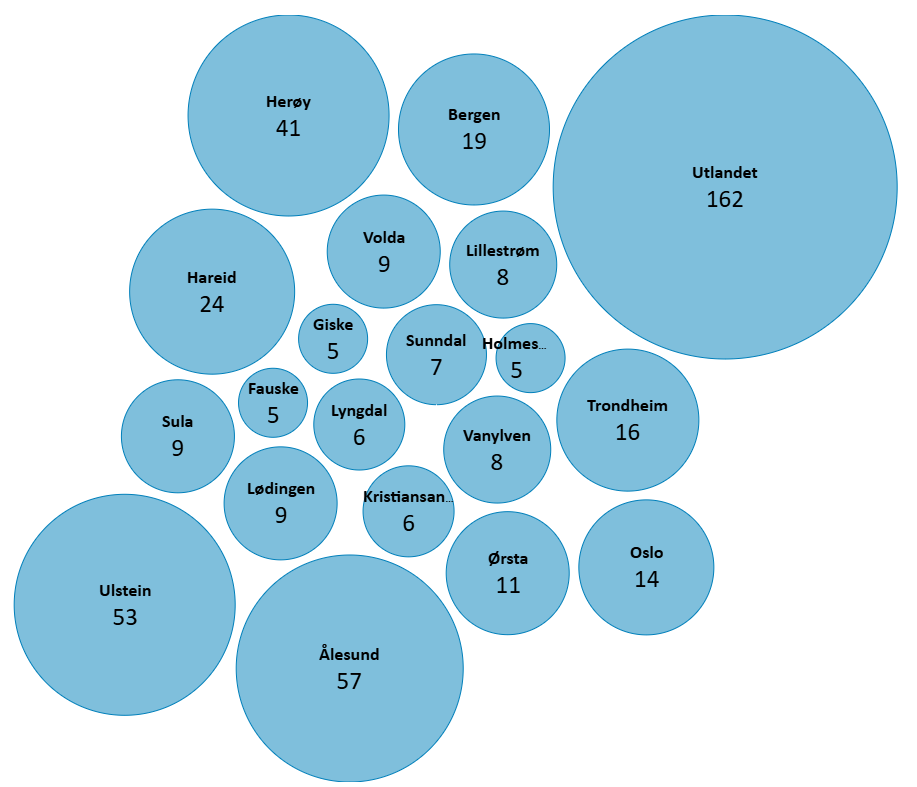 Herøy
41
Bergen
19
Utlandet
162
Volda
9
Lillestrøm
8
Hareid
24
Giske
5
Sunndal
7
Holmes…
5
Fauske
5
Lyngdal
6
Trondheim
16
Sula
9
Vanylven
8
Lødingen
9
Kristiansan…
6
Ørsta
11
Oslo
14
Ulstein
53
Ålesund
57